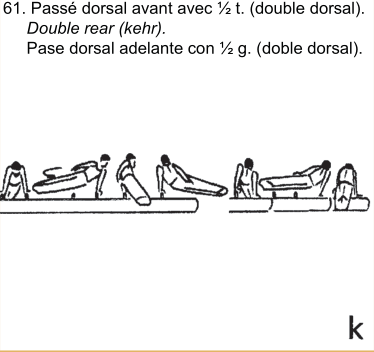 61. Passé dorsal avant avec ½ t. (double dorsal).
Double rear (kehr).
Pase dorsal adelante con ½ g. (doble dorsal).
k